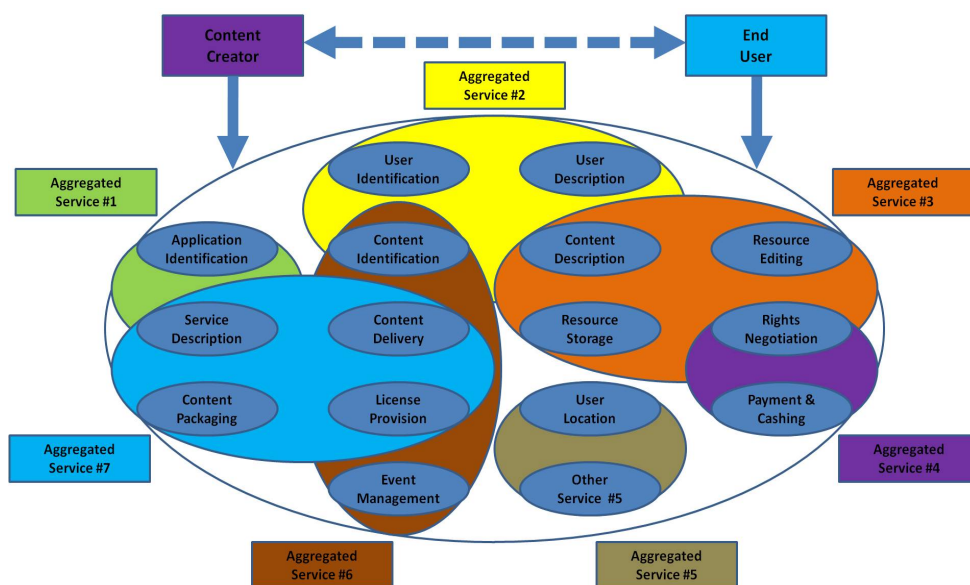 Content
Creator
End
User
Aggregated
Service #2
User
Identification
User
Description
Aggregated
Service #1
Aggregated
Service #3
Application
Identification
Content
Identification
Content
Description
Resource
Editing
Service
Description
Content
Delivery
Resource
Storage
Rights
Negotiation
Content
Packaging
License
Provision
User
Location
Payment &
Cashing
Aggregated
Service #7
Aggregated
Service #4
Event
Management
Other
Service #5
Aggregated
Service #6
Aggregated
Service #5